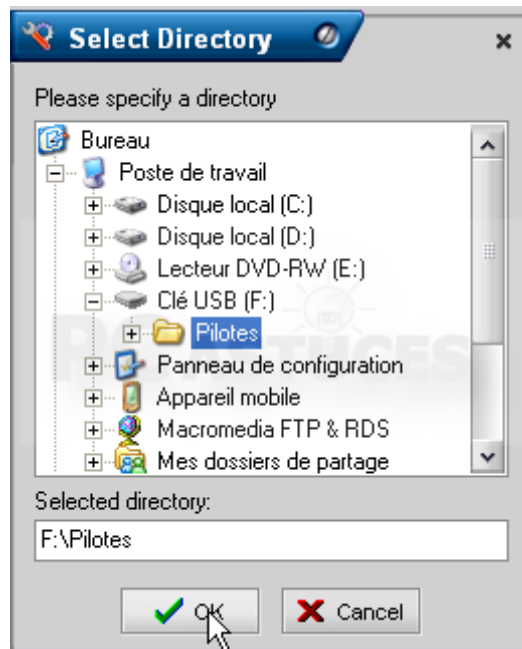 Select Directory
Please specify a directory
Bureau
Poste de travail
Disque local (C:)
Disque local (D:)
Lecteur DVD-RW (E:)
Clé USB (F:)
Pilotes
Panneau de configuration
Appareil mobile
Macromedia FTP & RDS
Mes dossiers de partage
Selected directory:
F:\Pilotes
OK
Cancel